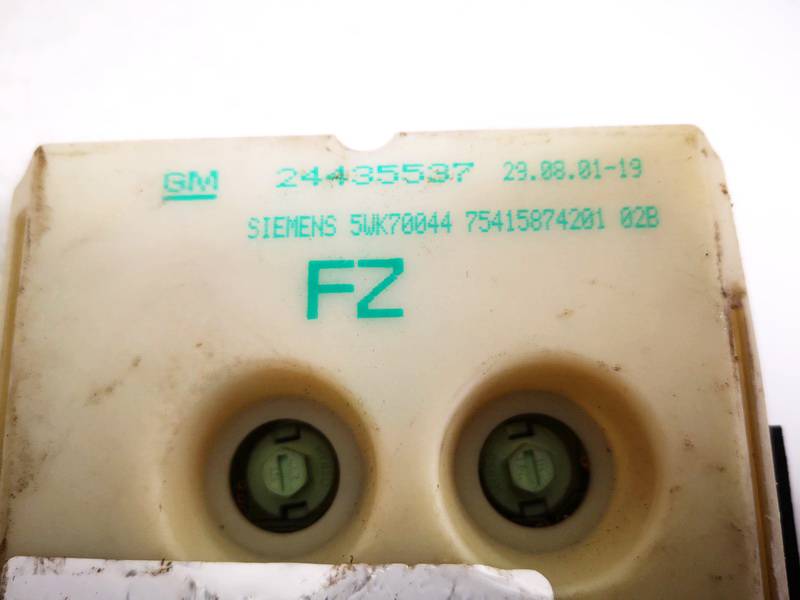 GM 24435537 29.08.01-19
SIEMENS 5WK70044 75415874201 02B
FZ